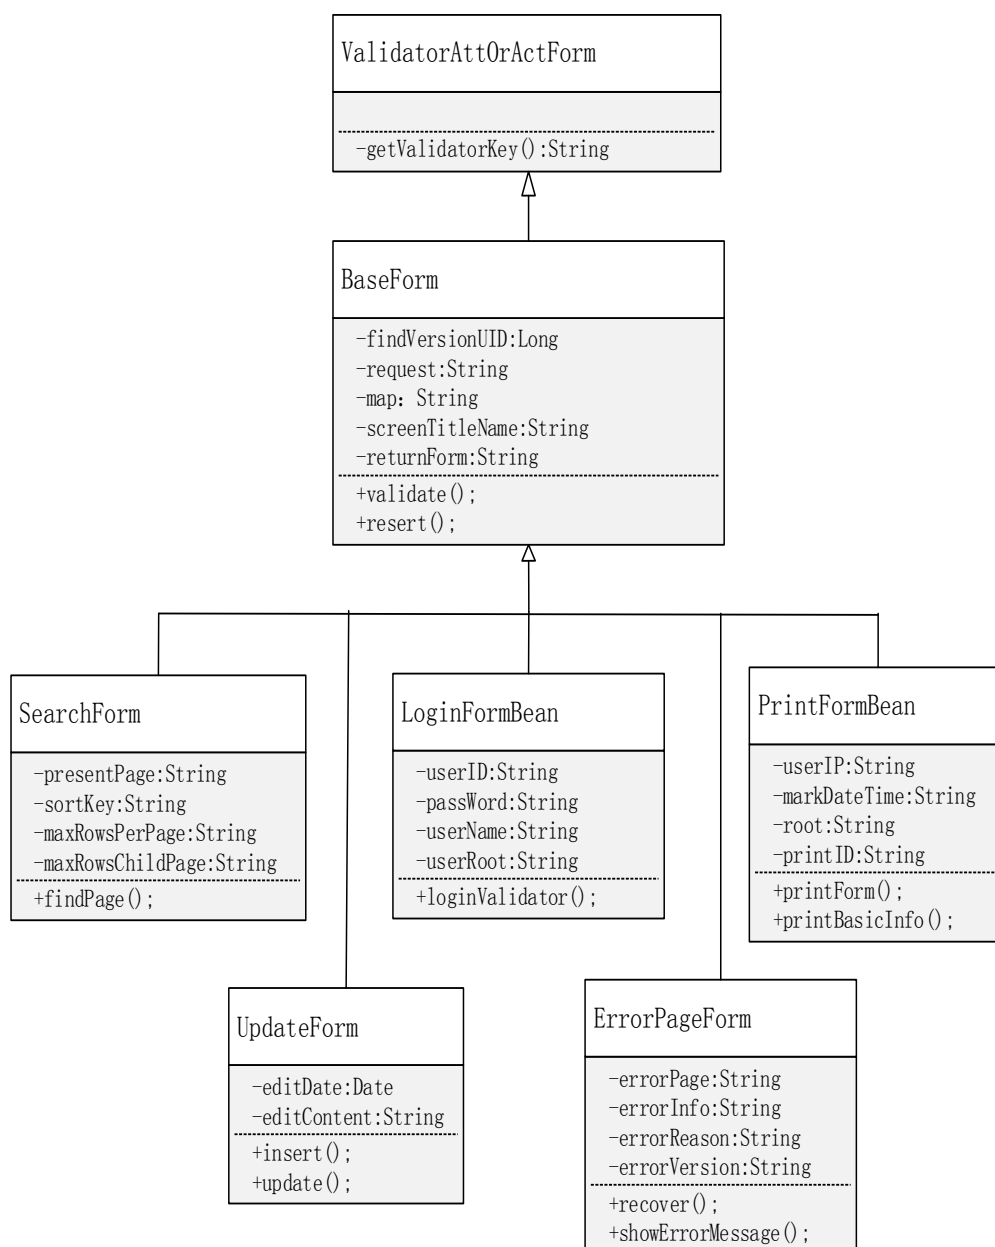 ValidatorAttOrActForm
-getValidatorKey():String
BaseForm
-findVersionUID:Long
-request:String
-map：String
-screenTitleName:String
-returnForm:String
+validate();
+resert();
SearchForm
-presentPage:String
-sortKey:String
-maxRowsPerPage:String
-maxRowsChildPage:String
+findPage();
LoginFormBean
-userID:String
-passWord:String
-userName:String
-userRoot:String
+loginValidator();
PrintFormBean
-userIP:String
-markDateTime:String
-root:String
-printID:String
+printForm();
+printBasicInfo();
UpdateForm
-editDate:Date
-editContent:String
+insert();
+update();
ErrorPageForm
-errorPage:String
-errorInfo:String
-errorReason:String
-errorVersion:String
+recover();
+showErrorMessage();